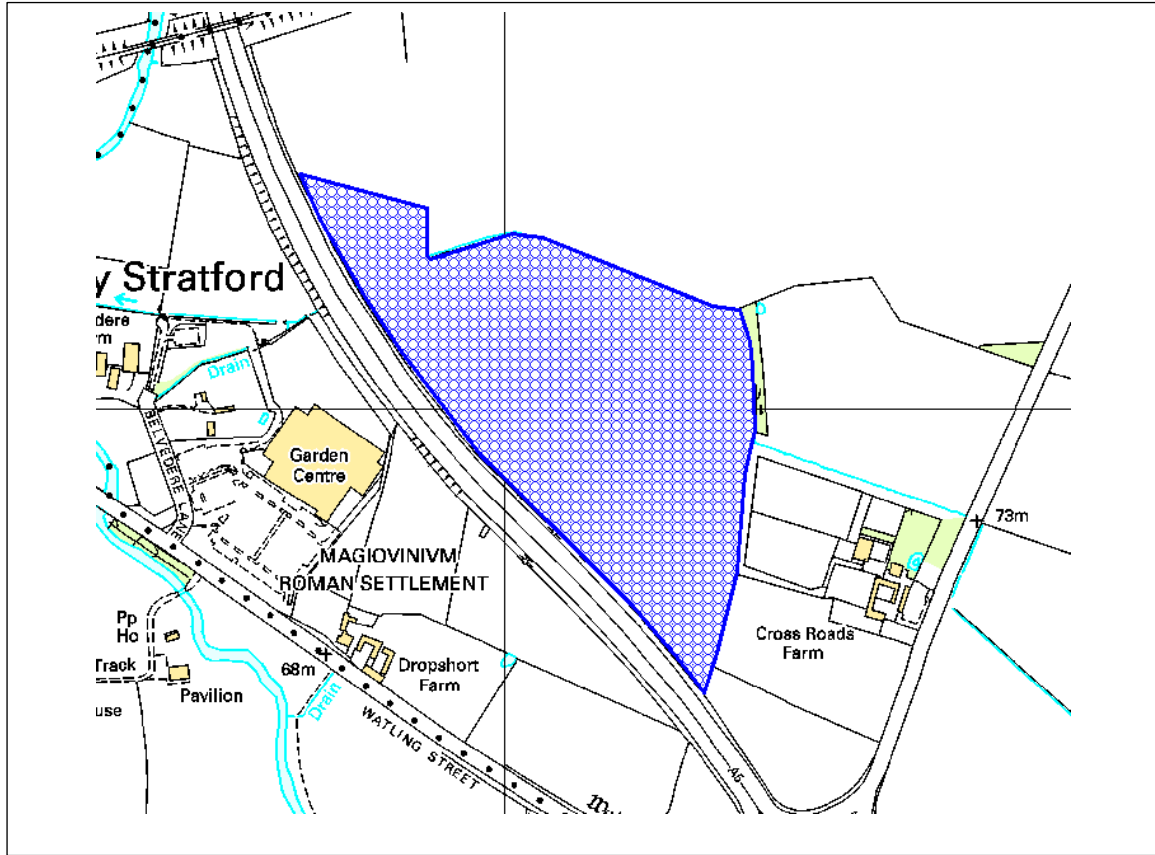 y Stratford
dere
m
Drain
BELVEDERE LANE
Garden
Centre
73m
MAGIOVINIVM
ROMAN SETTLEMENT
Pp
Ho
Track
Pavilion
use
68m
Drain
Dropshort
Farm
WATLING STREET
Cross Roads
Farm
A5